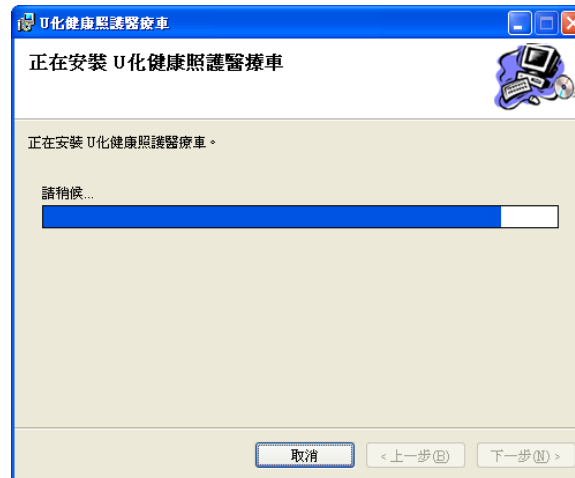 U化健康照護醫療車
正在安裝 U化健康照護醫療車
正在安裝 U化健康照護醫療車。
請稍候...
取消
<上一步(B)
下一步(N)>